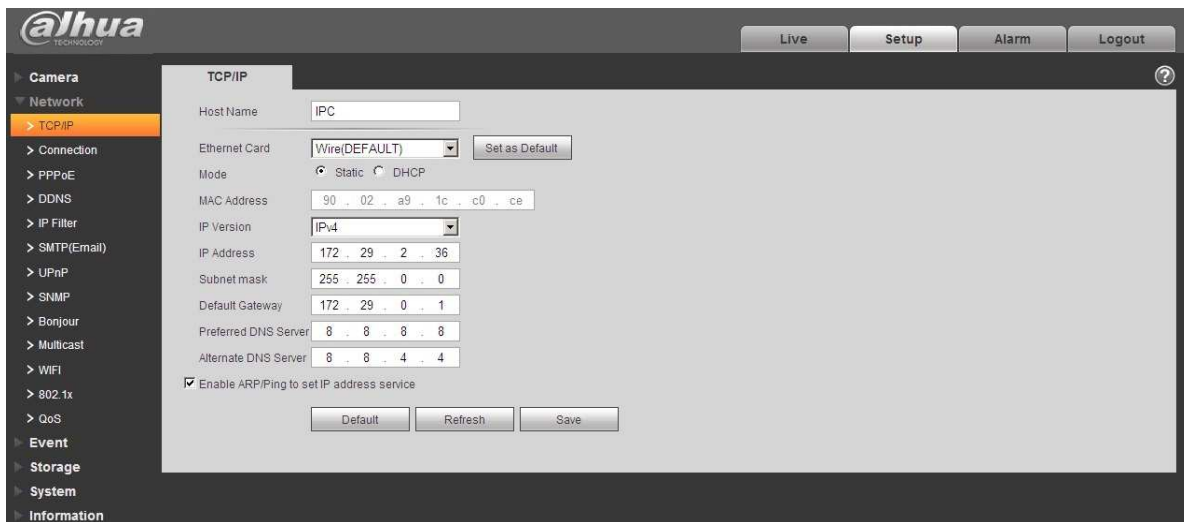 alhua
TECHNOLOGY
Live
Setup
Alarm
Logout
Camera
Network
> TCP/IP
> Connection
> PPPoE
> DDNS
> IP Filter
> SMTP(Email)
> UPnP
> SNMP
> Bonjour
> Multicast
> WIFI
> 802.1x
> QoS
Event
Storage
System
Information
TCP/IP
?
Host Name IPC
Ethernet Card Wire(DEFAULT) Set as Default
Mode Static DHCP
MAC Address 90 . 02 . a9 . 1c . c0 . ce
IP Version IPv4
IP Address 172 . 29 . 2 . 36
Subnet mask 255 . 255 . 0 . 0
Default Gateway 172 . 29 . 0 . 1
Preferred DNS Server 8 . 8 . 8 . 8
Alternate DNS Server 8 . 8 . 4 . 4
Enable ARP/Ping to set IP address service
Default Refresh Save